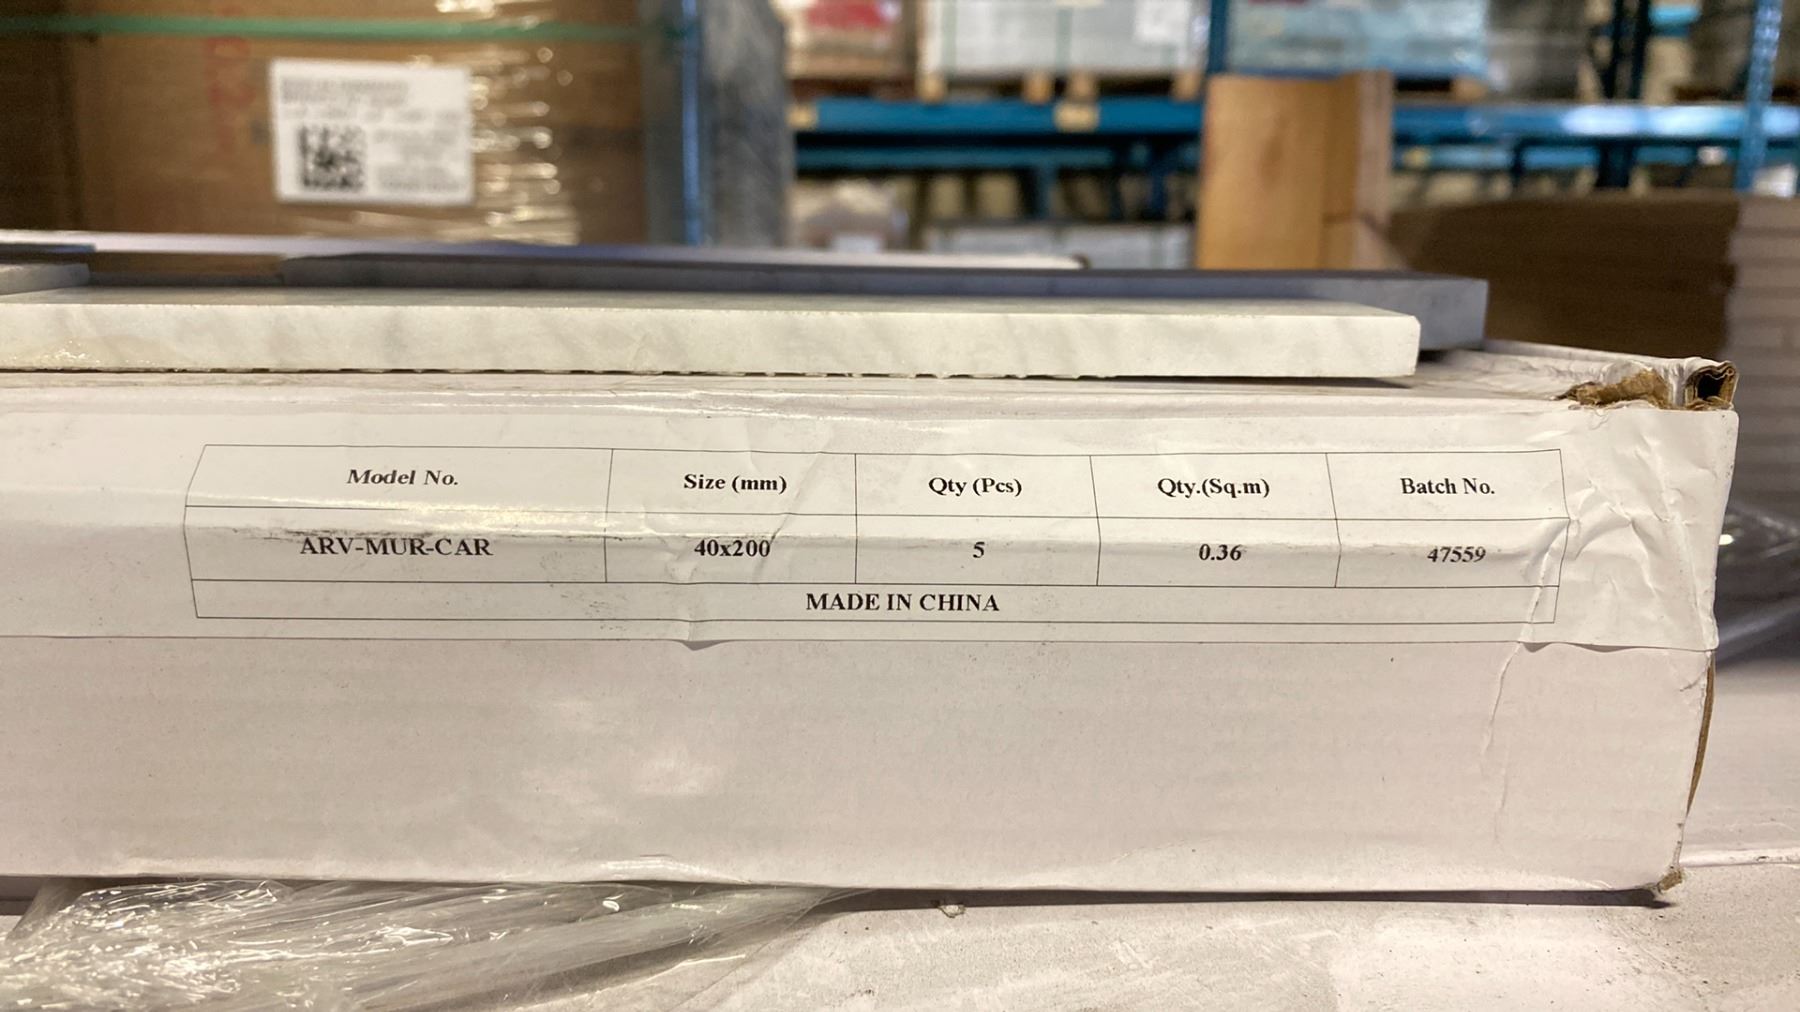 Model No. Size (mm) Qty (Pcs) Qty.(Sq.m) Batch No.
ARV-MUR-CAR 40x200 5 0.36 47559
MADE IN CHINA